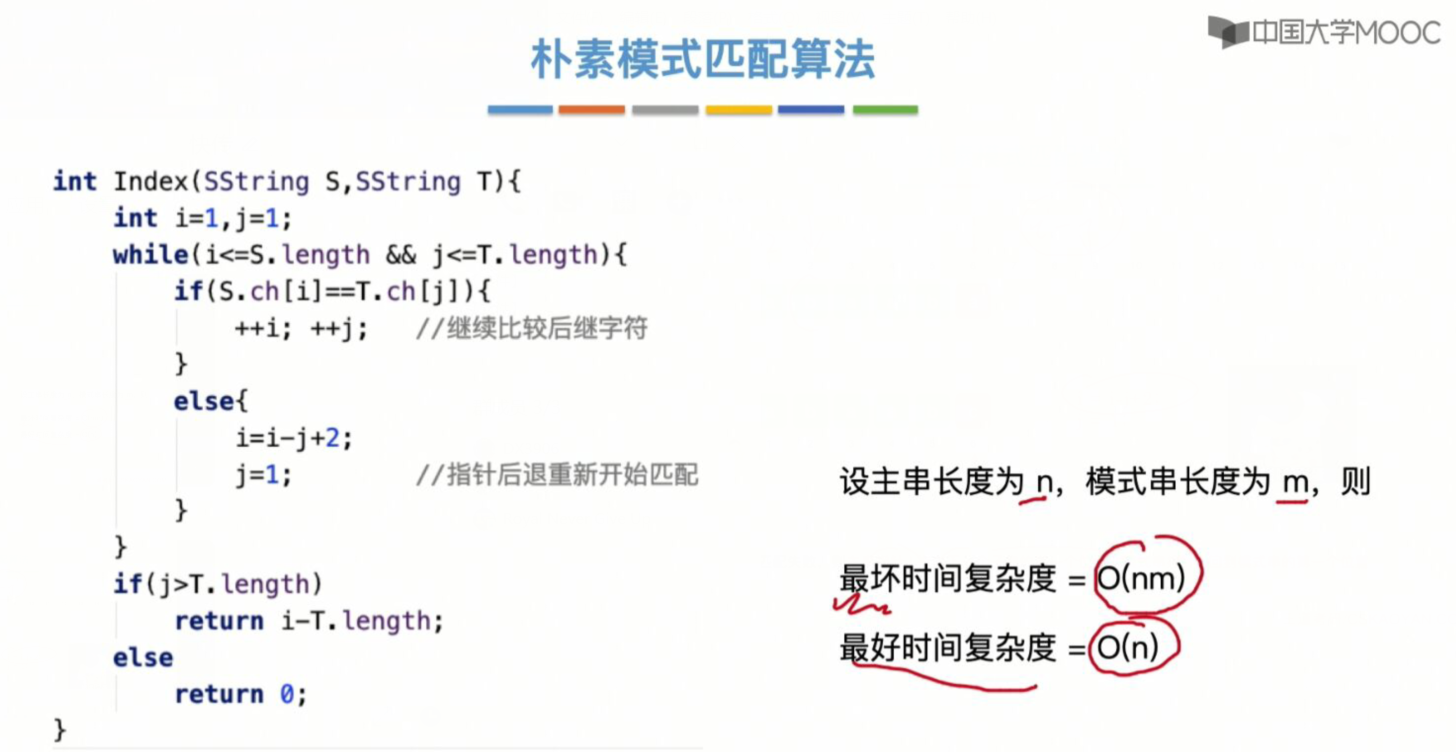 中国大学MOOC
朴素模式匹配算法
int Index(SString S,SString T){
int i=1,j=1;
while(i<=S.length && j<=T.length){
if(S.ch[i]==T.ch[j]){
++i; ++j; //继续比较后继字符
}
else{
i=i-j+2;
j=1; //指针后退重新开始匹配
}
}
if(j>T.length)
return i-T.length;
else
return 0;
}
设主串长度为 n，模式串长度为 m，则
最坏时间复杂度 = O(nm)
最好时间复杂度 = O(n)